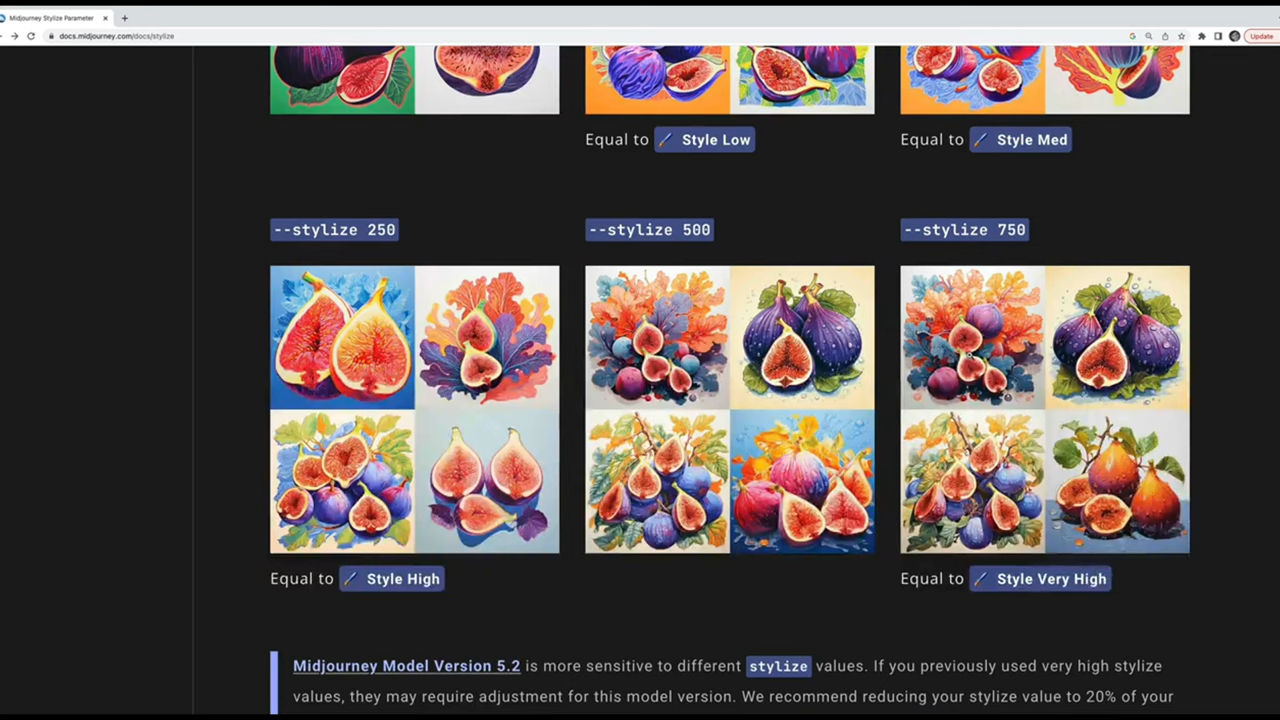 Midjourney Stylize Parameter
docs.midjourney.com/docs/stylize
Update
Equal to Style Low
Equal to Style Med
--stylize 250
--stylize 500
--stylize 750
Equal to Style High
Equal to Style Very High
Midjourney Model Version 5.2 is more sensitive to different stylize values. If you previously used very high stylize
values, they may require adjustment for this model version. We recommend reducing your stylize value to 20% of your